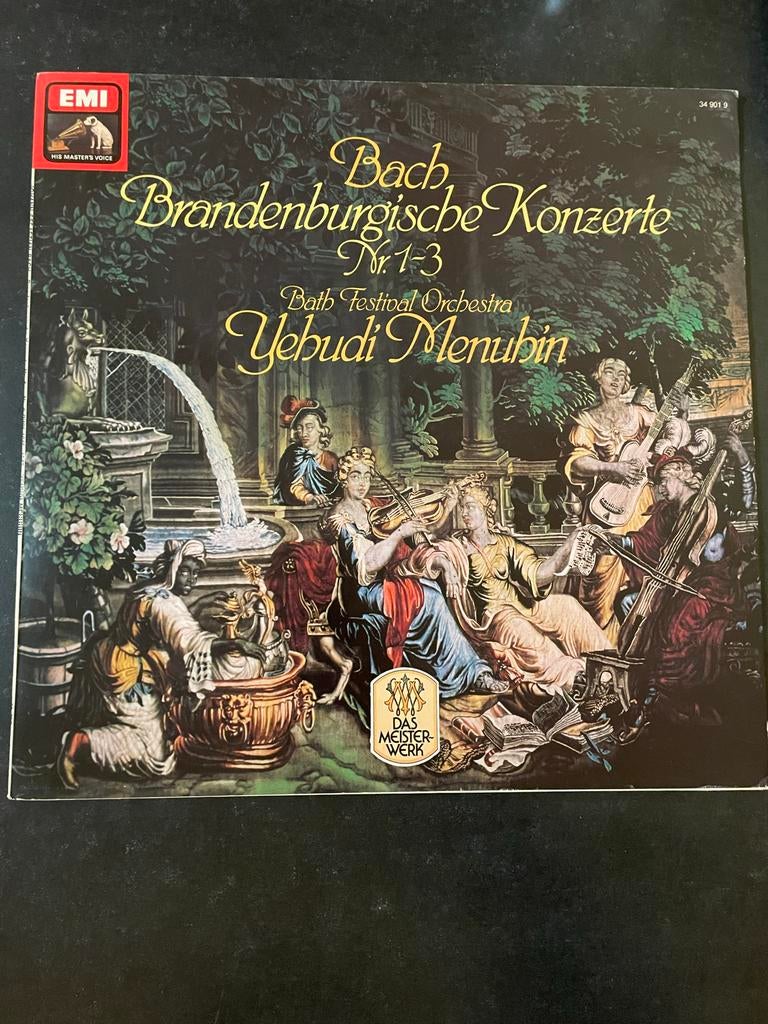 EMI
HIS MASTER'S VOICE
34 901 9
Bach
Brandenburgische Konzerte
Nr. 1-3
Bath Festival Orchestra
Yehudi Menuhin
DAS
MEISTER-
WERK